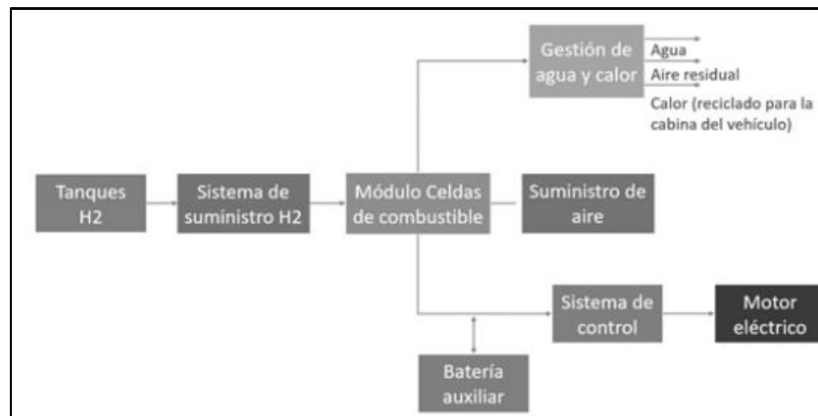 Gestión de
agua y calor
Agua
Aire residual
Calor (reciclado para la
cabina del vehículo)
Tanques
H2
Sistema de
suministro H2
Módulo Celdas
de combustible
Suministro de
aire
Sistema de
control
Motor
eléctrico
Batería
auxiliar